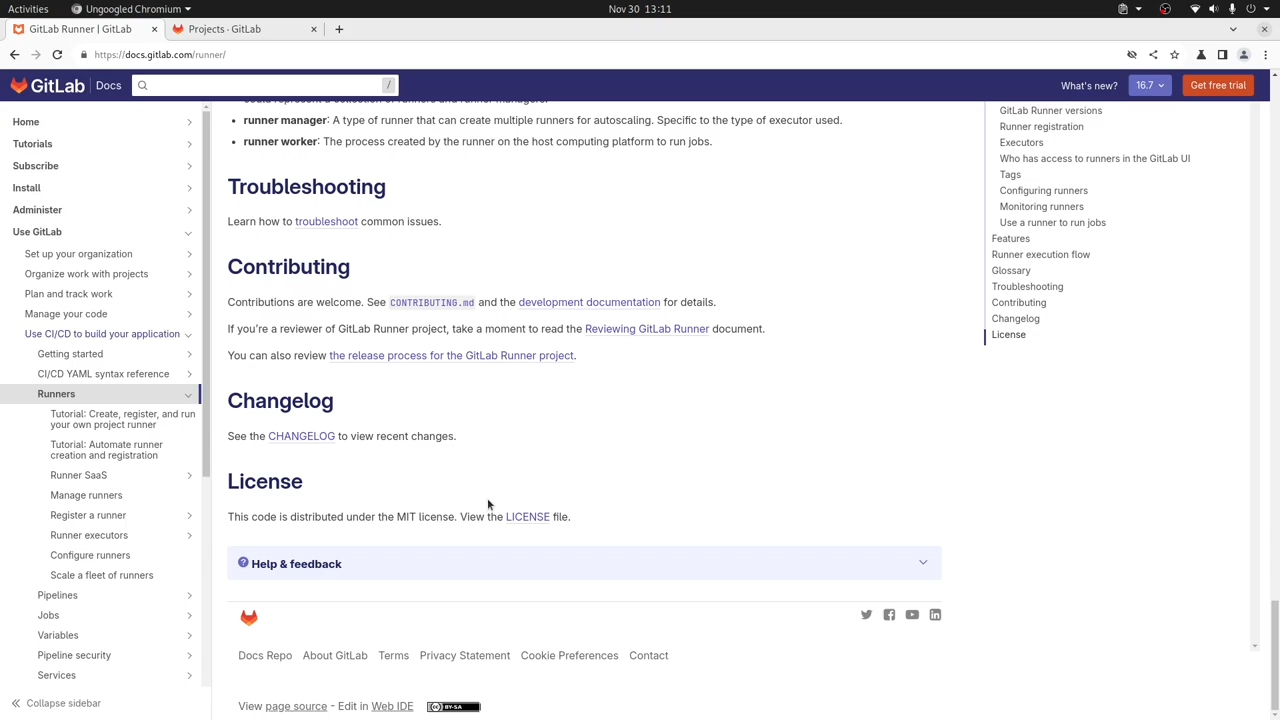 Activities
Ungoogled Chromium
Nov 30 13:11
GitLab Runner | GitLab
Projects · GitLab
https://docs.gitlab.com/runner/
GitLab Docs
/
What's new?
16.7
Get free trial
Home
Tutorials
Subscribe
Install
Administer
Use GitLab
Set up your organization
Organize work with projects
Plan and track work
Manage your code
Use CI/CD to build your application
Getting started
CI/CD YAML syntax reference
Runners
Tutorial: Create, register, and run
your own project runner
Tutorial: Automate runner
creation and registration
Runner SaaS
Manage runners
Register a runner
Runner executors
Configure runners
Scale a fleet of runners
Pipelines
Jobs
Variables
Pipeline security
Services
Collapse sidebar
could represent a collection of runners and runner managers.
runner manager: A type of runner that can create multiple runners for autoscaling. Specific to the type of executor used.
runner worker: The process created by the runner on the host computing platform to run jobs.
Troubleshooting
Learn how to troubleshoot common issues.
Contributing
Contributions are welcome. See CONTRIBUTING.md and the development documentation for details.
If you're a reviewer of GitLab Runner project, take a moment to read the Reviewing GitLab Runner document.
You can also review the release process for the GitLab Runner project.
Changelog
See the CHANGELOG to view recent changes.
License
This code is distributed under the MIT license. View the LICENSE file.
Help & feedback
Docs Repo
About GitLab
Terms
Privacy Statement
Cookie Preferences
Contact
View page source - Edit in Web IDE
BY-SA
GitLab Runner versions
Runner registration
Executors
Who has access to runners in the GitLab UI
Tags
Configuring runners
Monitoring runners
Use a runner to run jobs
Features
Runner execution flow
Glossary
Troubleshooting
Contributing
Changelog
License